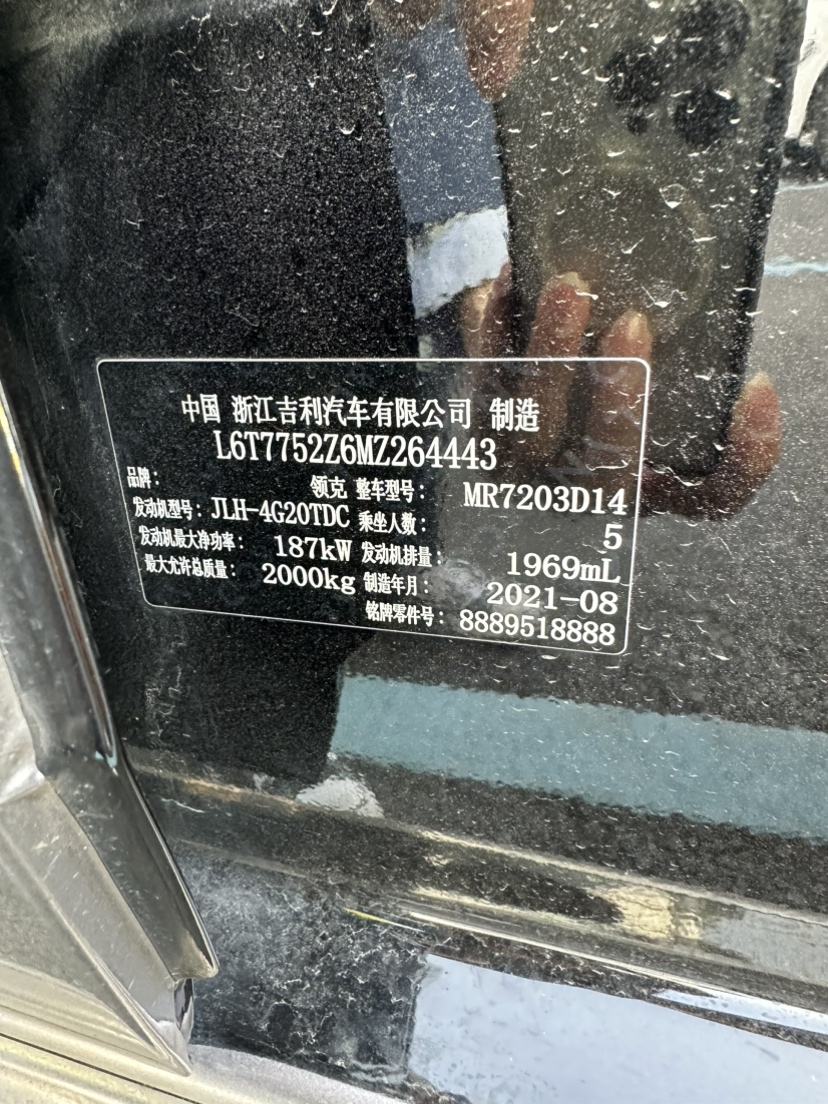 中国 浙江吉利汽车有限公司 制造
L6T7752Z6MZ264443
品牌： 领克 整车型号： MR7203D14
发动机型号：JLH-4G20TDC 乘坐人数： 5
发动机最大净功率： 187kW 发动机排量： 1969mL
最大允许总质量： 2000kg 制造年月： 2021-08
铭牌零件号： 8889518888